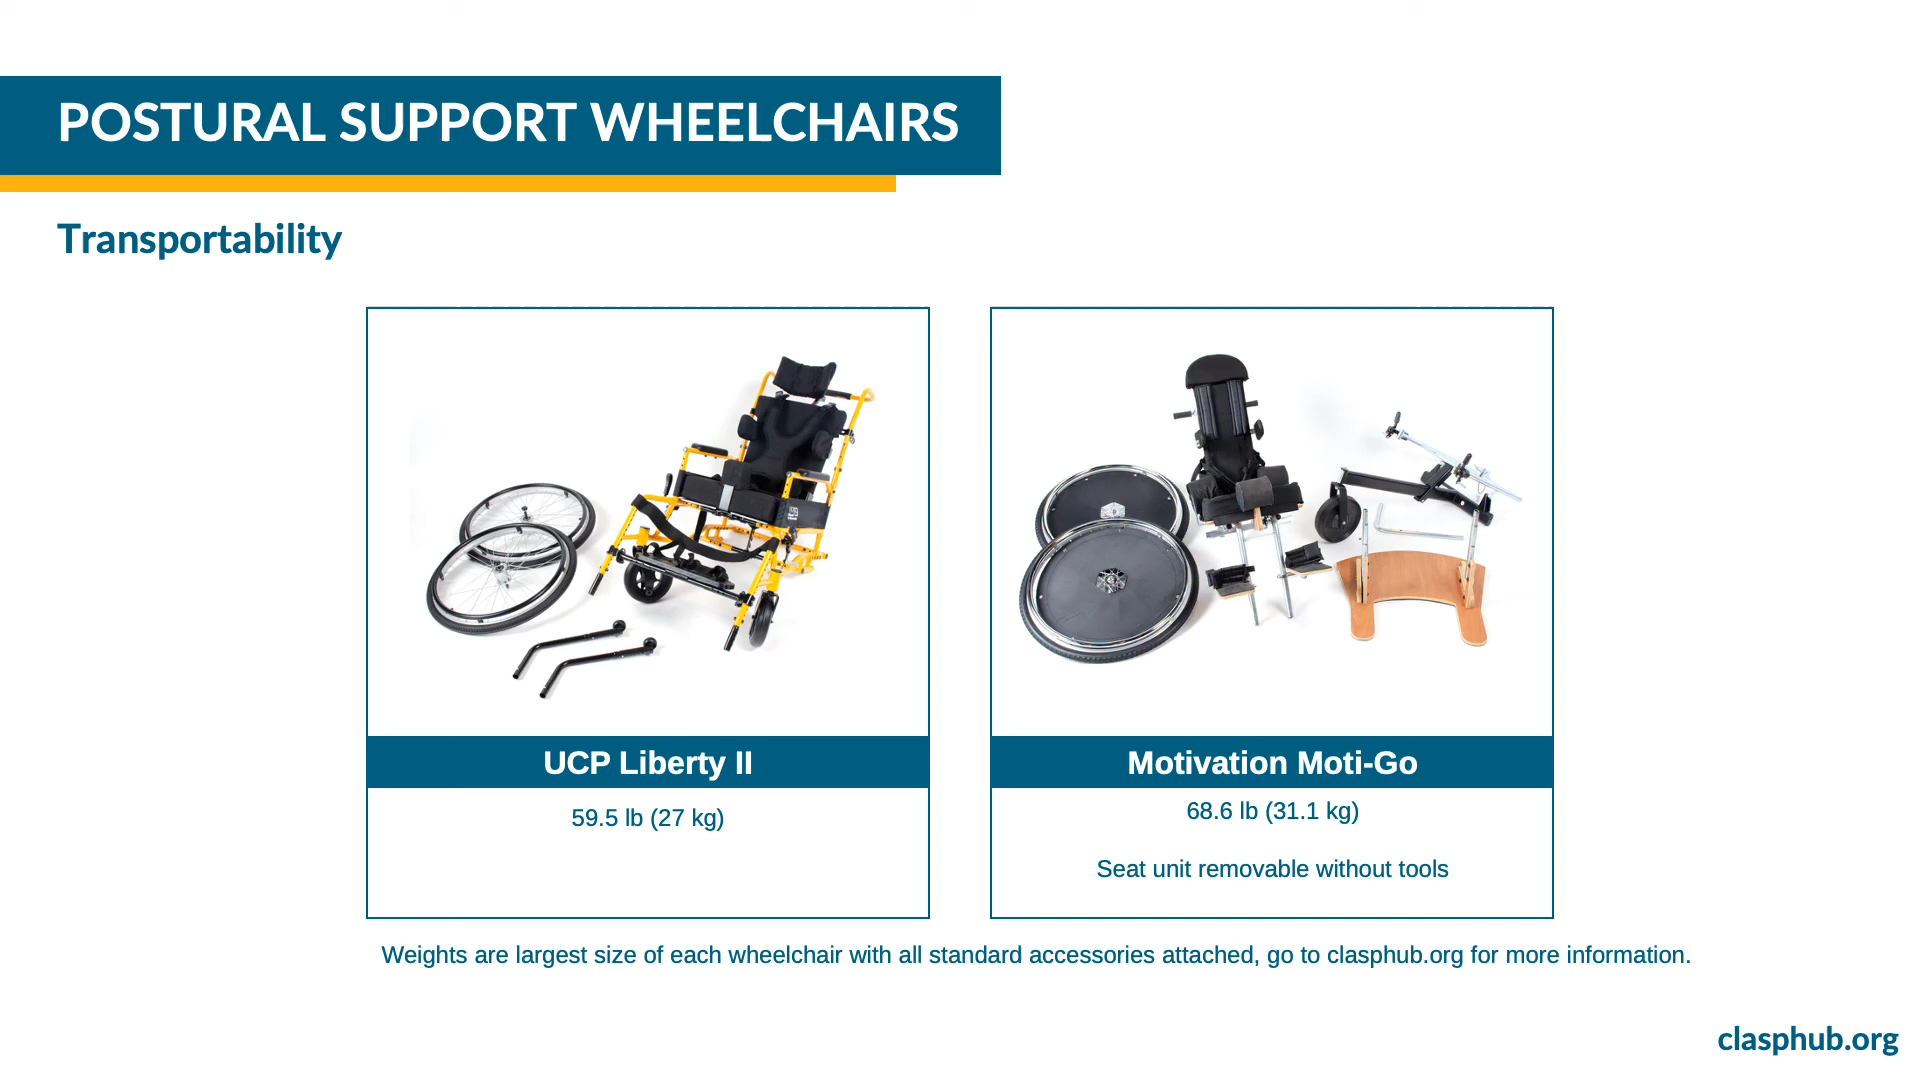 POSTURAL SUPPORT WHEELCHAIRS
Transportability
UCP Liberty II
59.5 lb (27 kg)
Motivation Moti-Go
68.6 lb (31.1 kg)
Seat unit removable without tools
Weights are largest size of each wheelchair with all standard accessories attached, go to clasphub.org for more information.
clasphub.org